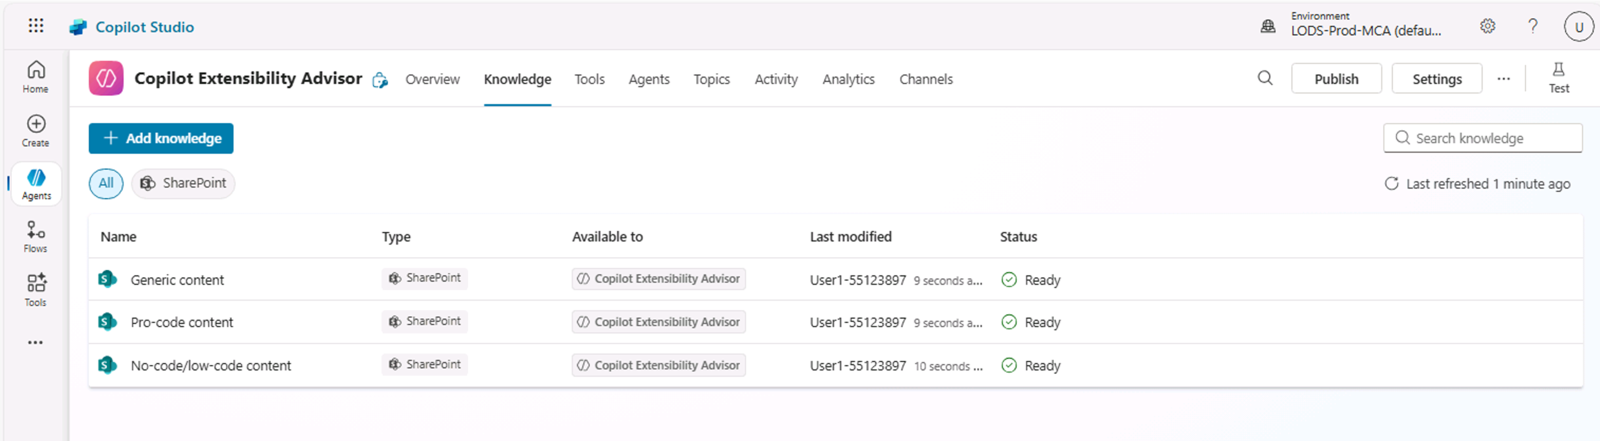 Copilot Studio
Environment
LODS-Prod-MCA (defau...
?
U
Home
Create
Agents
Flows
Tools
...
Copilot Extensibility Advisor
Overview
Knowledge
Tools
Agents
Topics
Activity
Analytics
Channels
Publish
Settings
...
Test
+ Add knowledge
Search knowledge
All
SharePoint
Last refreshed 1 minute ago
Name Type Available to Last modified Status
Generic content SharePoint Copilot Extensibility Advisor User1-55123897 9 seconds a... Ready
Pro-code content SharePoint Copilot Extensibility Advisor User1-55123897 9 seconds a... Ready
No-code/low-code content SharePoint Copilot Extensibility Advisor User1-55123897 10 seconds ... Ready